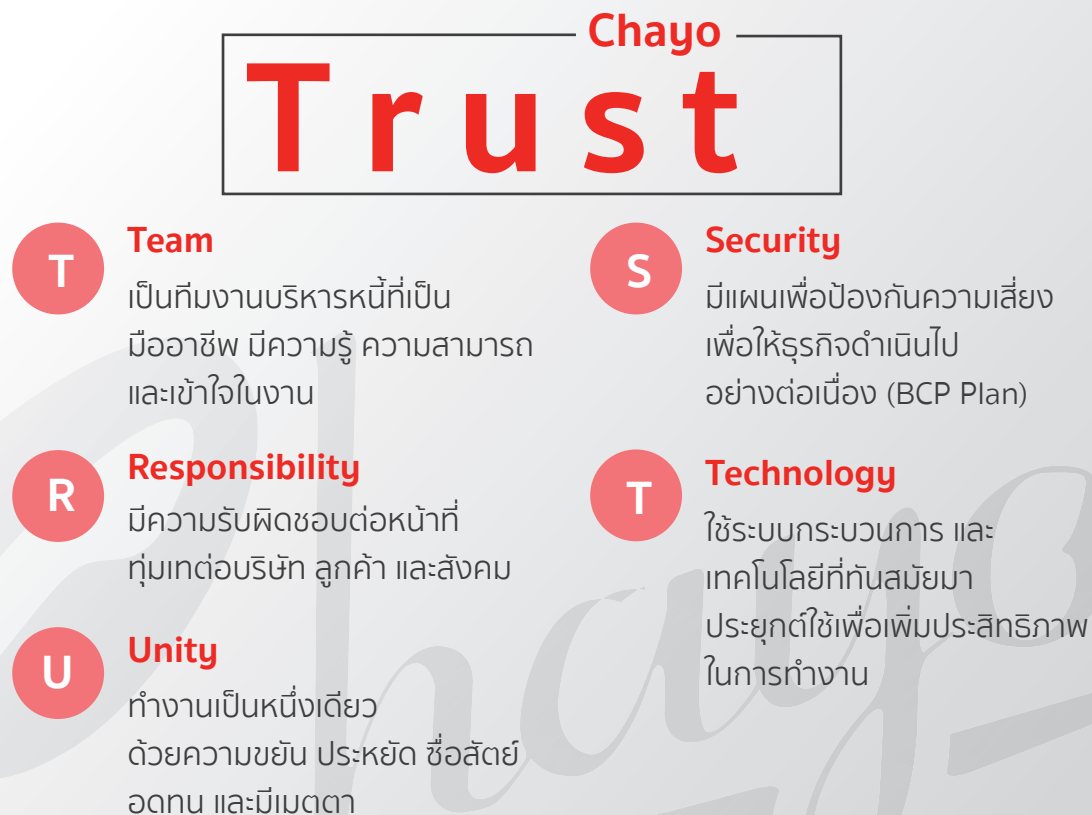 Chayo
Trust
T
Team
เป็นทีมงานบริหารหนี้ที่เป็น
มืออาชีพ มีความรู้ ความสามารถ
และเข้าใจในงาน
R
Responsibility
มีความรับผิดชอบต่อหน้าที่
ทุ่มเทต่อบริษัท ลูกค้า และสังคม
U
Unity
ทำงานเป็นหนึ่งเดียว
ด้วยความขยัน ประหยัด ซื่อสัตย์
อดทน และมีเมตตา
S
Security
มีแผนเพื่อป้องกันความเสี่ยง
เพื่อให้ธุรกิจดำเนินไป
อย่างต่อเนื่อง (BCP Plan)
T
Technology
ใช้ระบบกระบวนการ และ
เทคโนโลยีที่ทันสมัยมา
ประยุกต์ใช้เพื่อเพิ่มประสิทธิภาพ
ในการทำงาน
Chayo